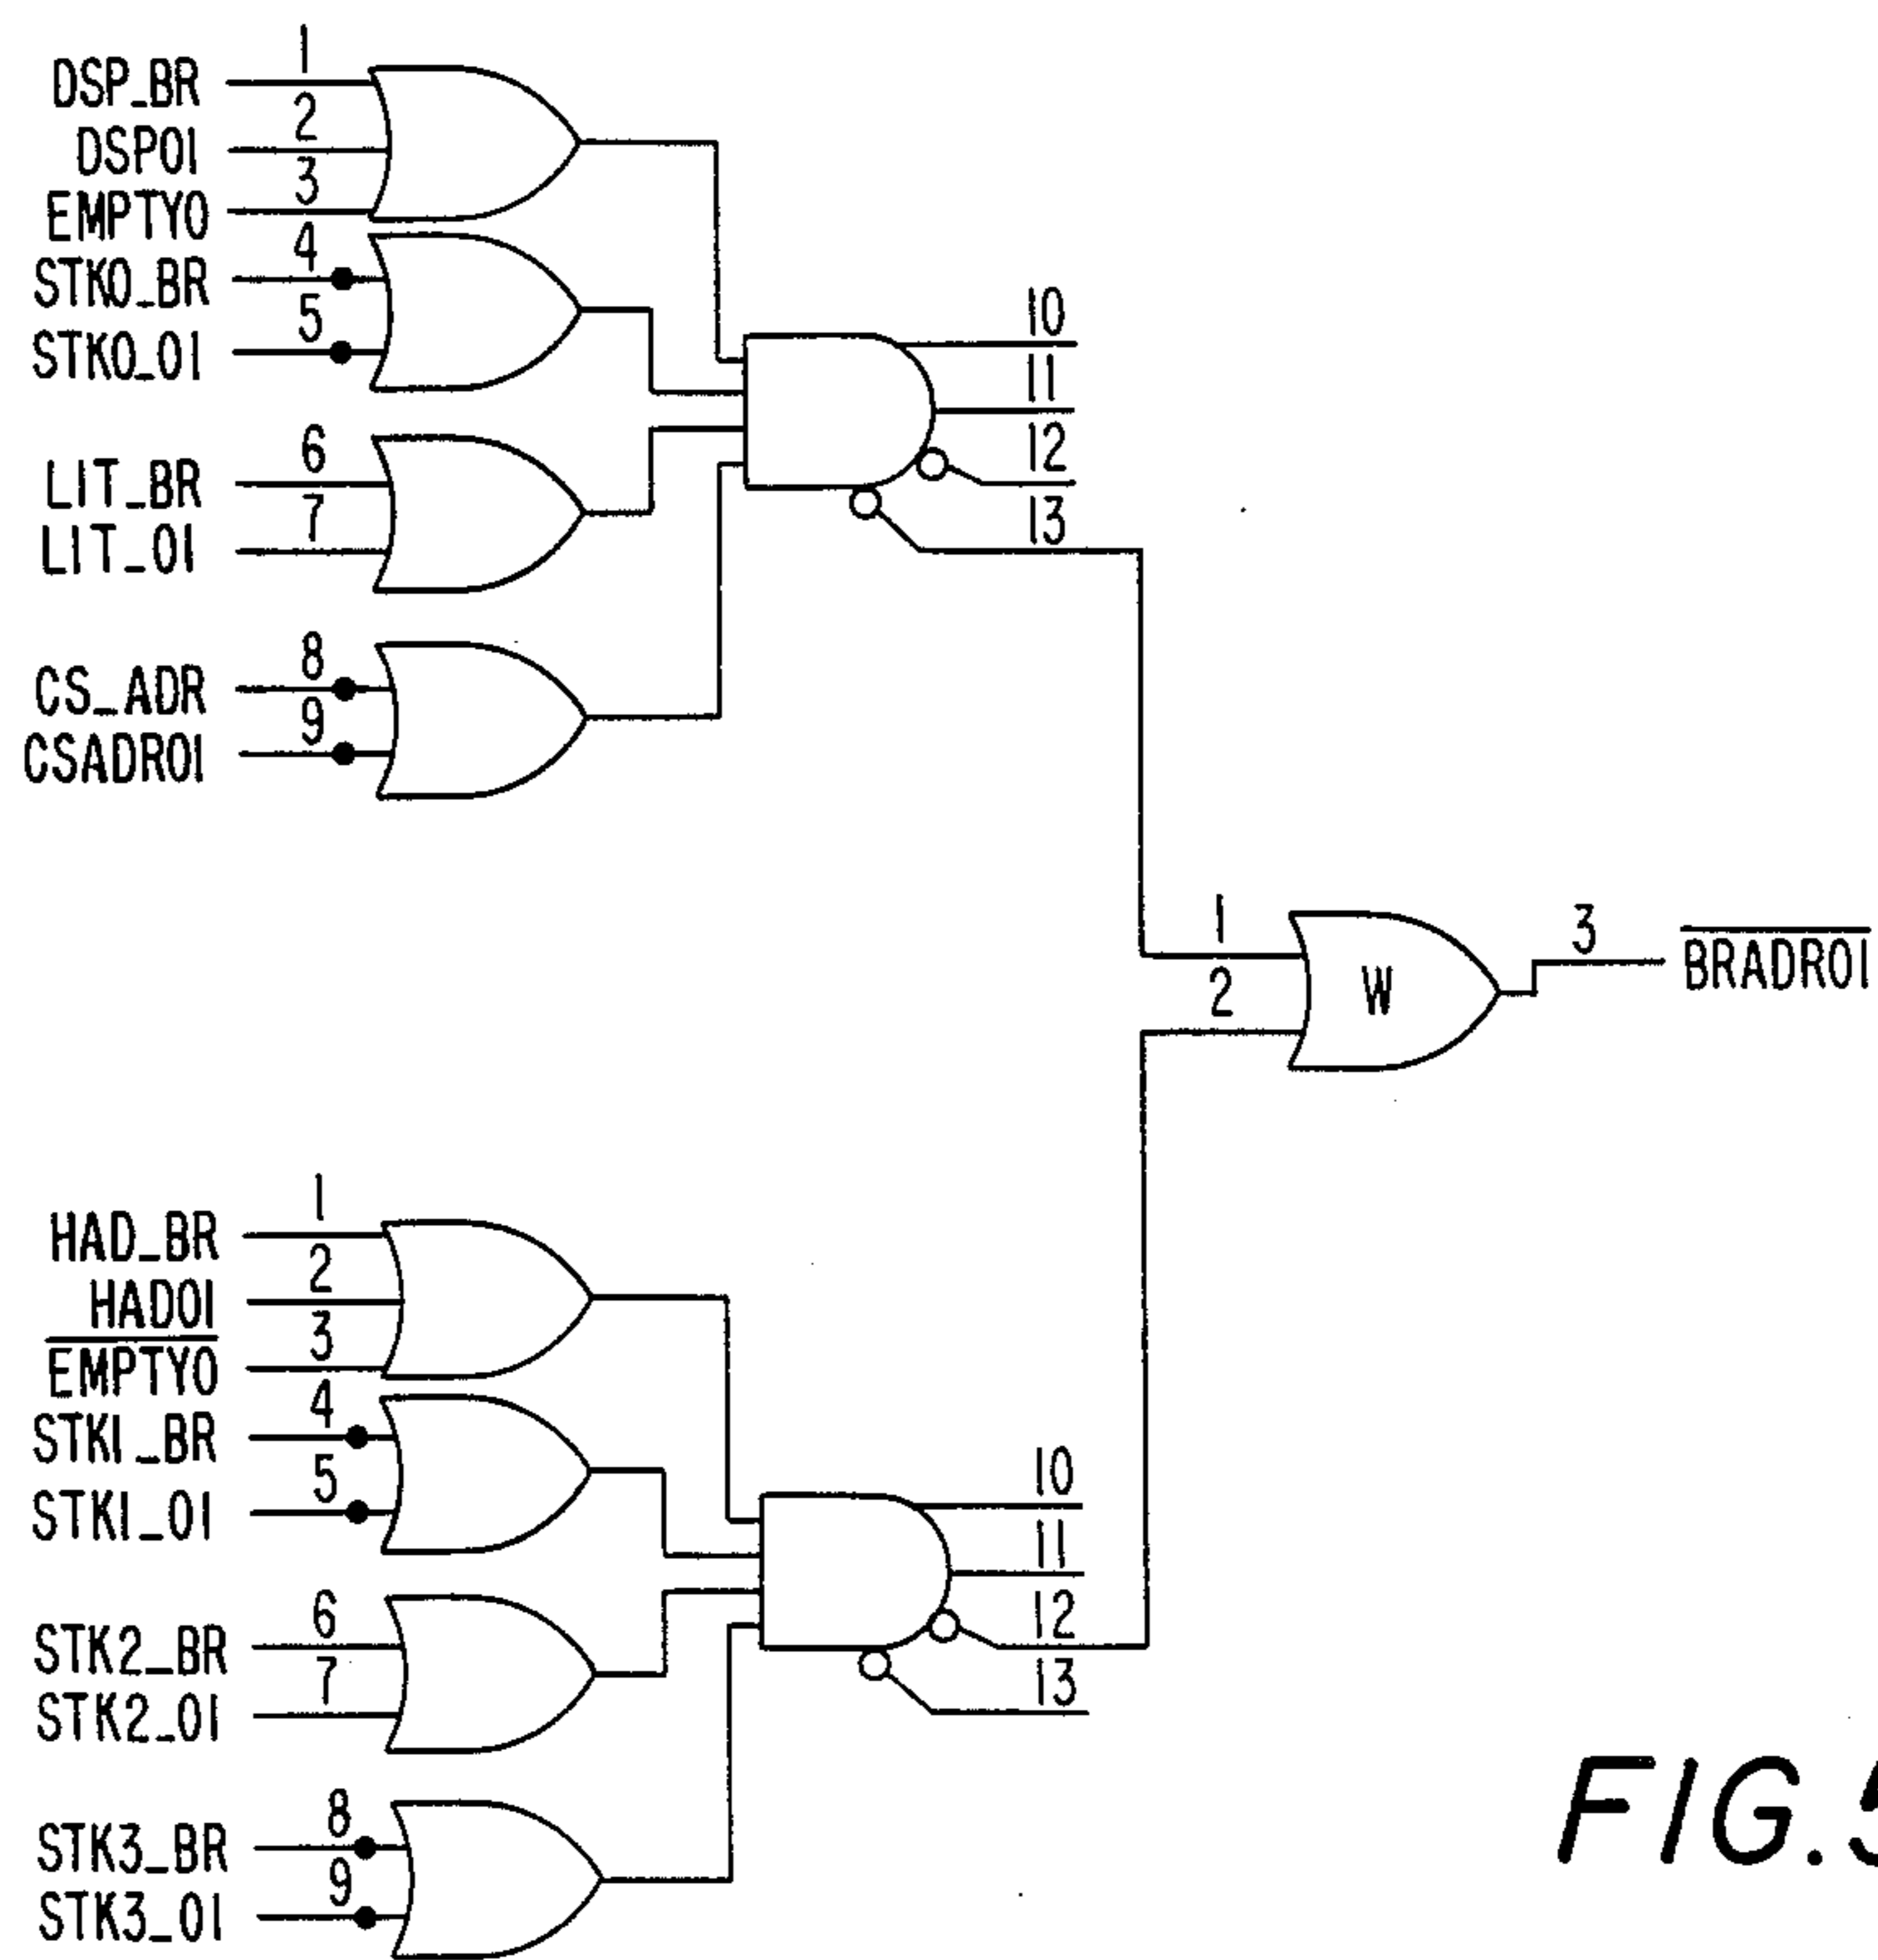 1
DSP_BR
2
DSP01
3
EMPTY0
4
STK0_BR
5
STK0_01
6
LIT_BR
7
LIT_01
8
CS_ADR
9
CSADR01
10
11
12
13
1
2
W
3
BRADR01
1
HAD_BR
2
HAD01
3
EMPTY0
4
STK1_BR
5
STK1_01
6
STK2_BR
7
STK2_01
8
STK3_BR
9
STK3_01
10
11
12
13
FIG.5